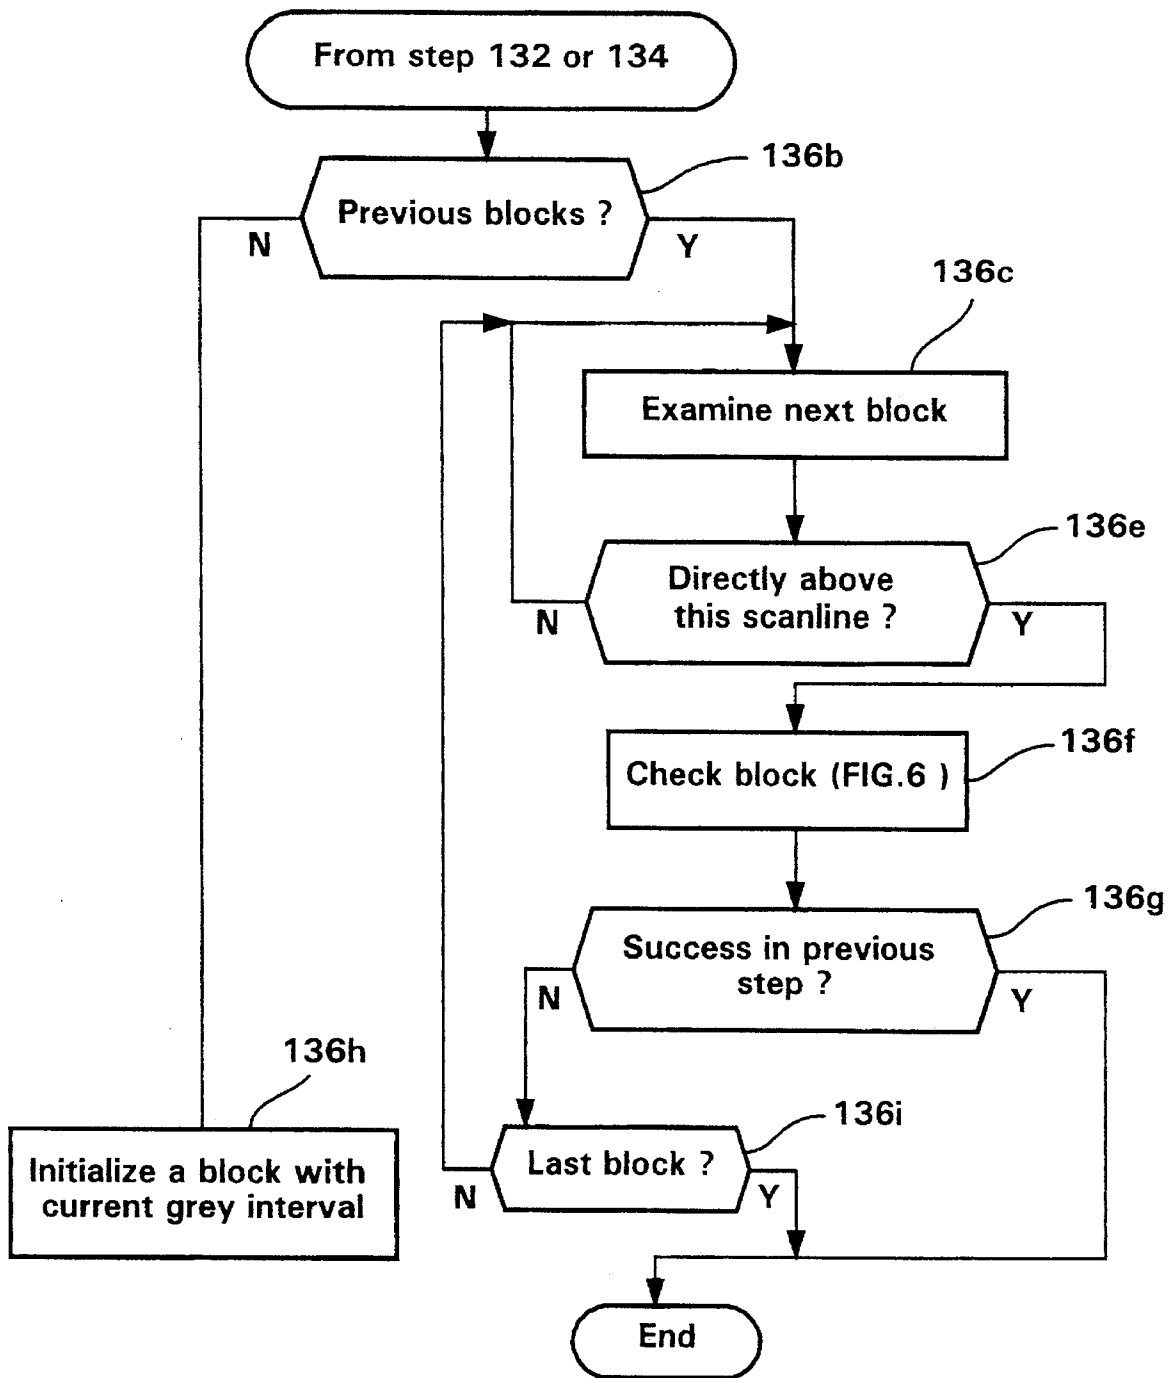 From step 132 or 134
136b
Previous blocks ?
N
Y
136c
Examine next block
136e
Directly above
this scanline ?
N
Y
136f
Check block (FIG.6 )
136g
Success in previous
step ?
N
Y
136h
136i
Initialize a block with
current grey interval
Last block ?
N
Y
End